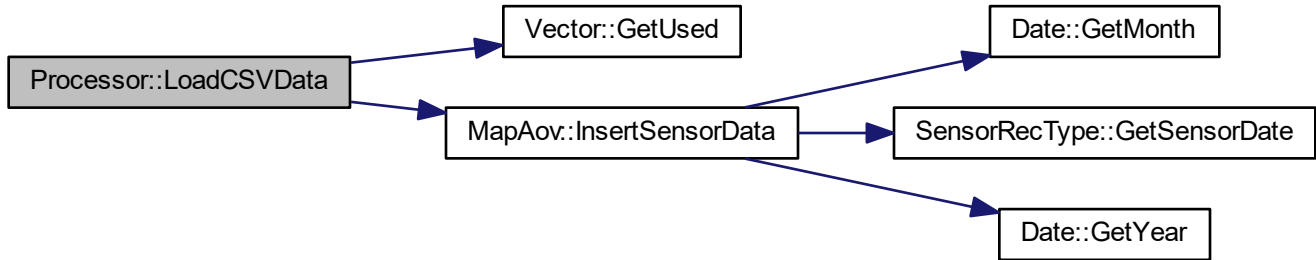 Processor::LoadCSVData
Vector::GetUsed
MapAov::InsertSensorData
Date::GetMonth
SensorRecType::GetSensorDate
Date::GetYear